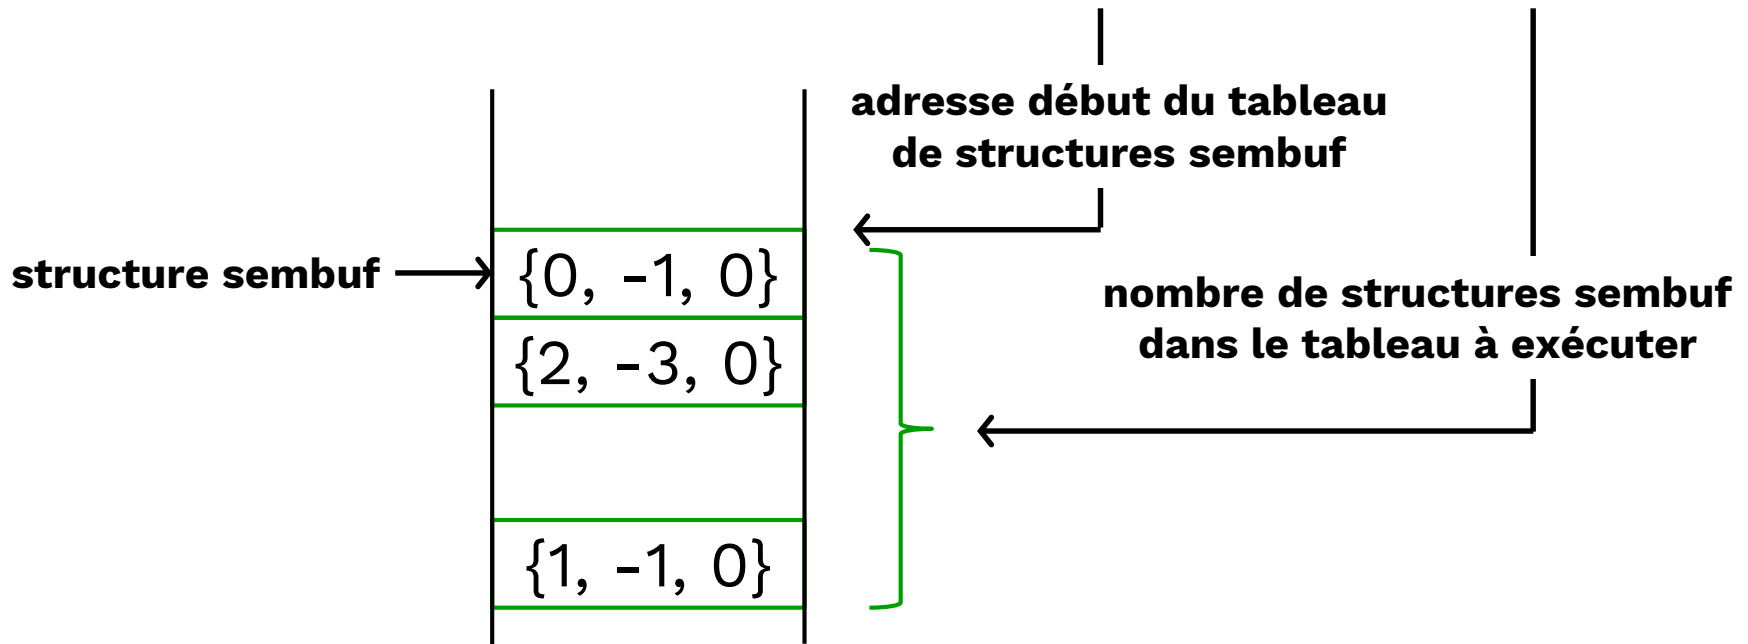 adresse début du tableau
de structures sembuf
structure sembuf
{0, -1, 0}
{2, -3, 0}
{1, -1, 0}
nombre de structures sembuf
dans le tableau à exécuter